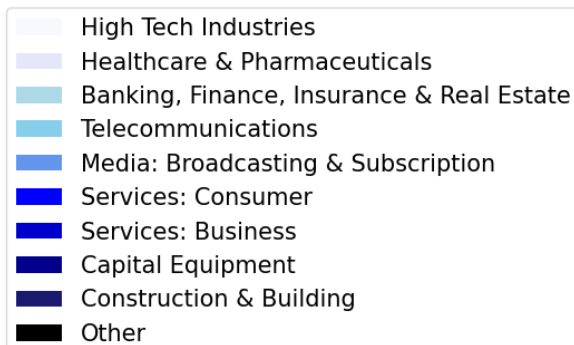 High Tech Industries
Healthcare & Pharmaceuticals
Banking, Finance, Insurance & Real Estate
Telecommunications
Media: Broadcasting & Subscription
Services: Consumer
Services: Business
Capital Equipment
Construction & Building
Other